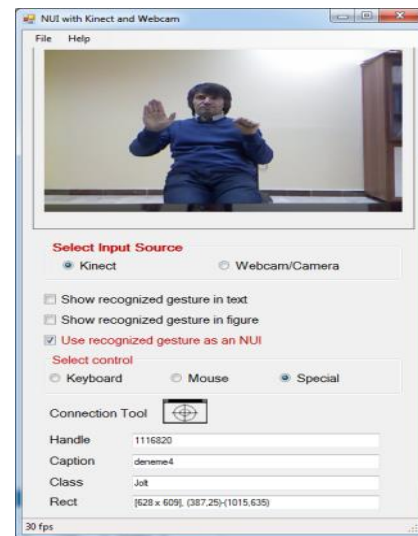 NUI with Kinect and Webcam
File Help
Select Input Source
Kinect Webcam/Camera
Show recognized gesture in text
Show recognized gesture in figure
Use recognized gesture as an NUI
Select control
Keyboard Mouse Special
Connection Tool
Handle 1116820
Caption deneme4
Class Jolt
Rect [628 x 609], (387,25)-(1015,635)
30 fps